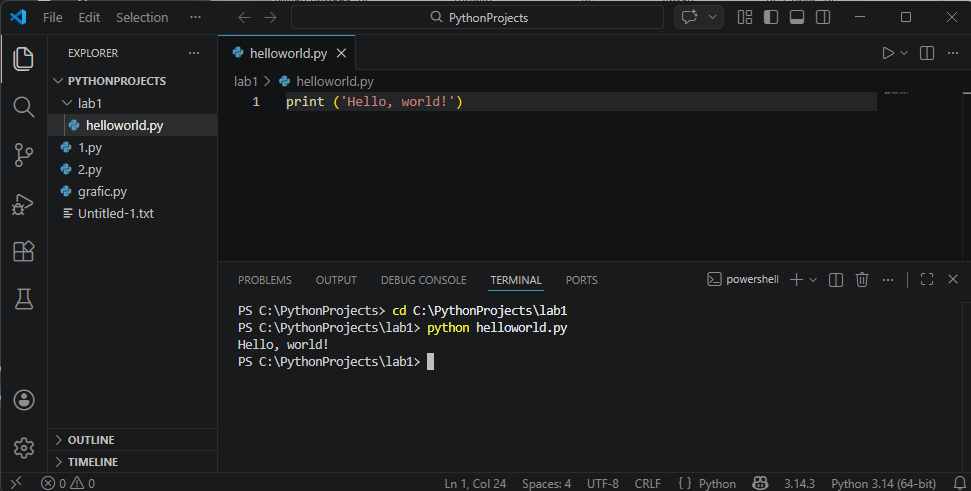 File Edit Selection ··· PythonProjects
EXPLORER ···
PYTHONPROJECTS
lab1
helloworld.py
1.py
2.py
grafic.py
Untitled-1.txt
OUTLINE
TIMELINE
helloworld.py
lab1 > helloworld.py
1 print ('Hello, world!')
PROBLEMS OUTPUT DEBUG CONSOLE TERMINAL PORTS powershell
PS C:\PythonProjects> cd C:\PythonProjects\lab1
PS C:\PythonProjects\lab1> python helloworld.py
Hello, world!
PS C:\PythonProjects\lab1>
0 0 Ln 1, Col 24 Spaces: 4 UTF-8 CRLF { } Python 3.14.3 Python 3.14 (64-bit)